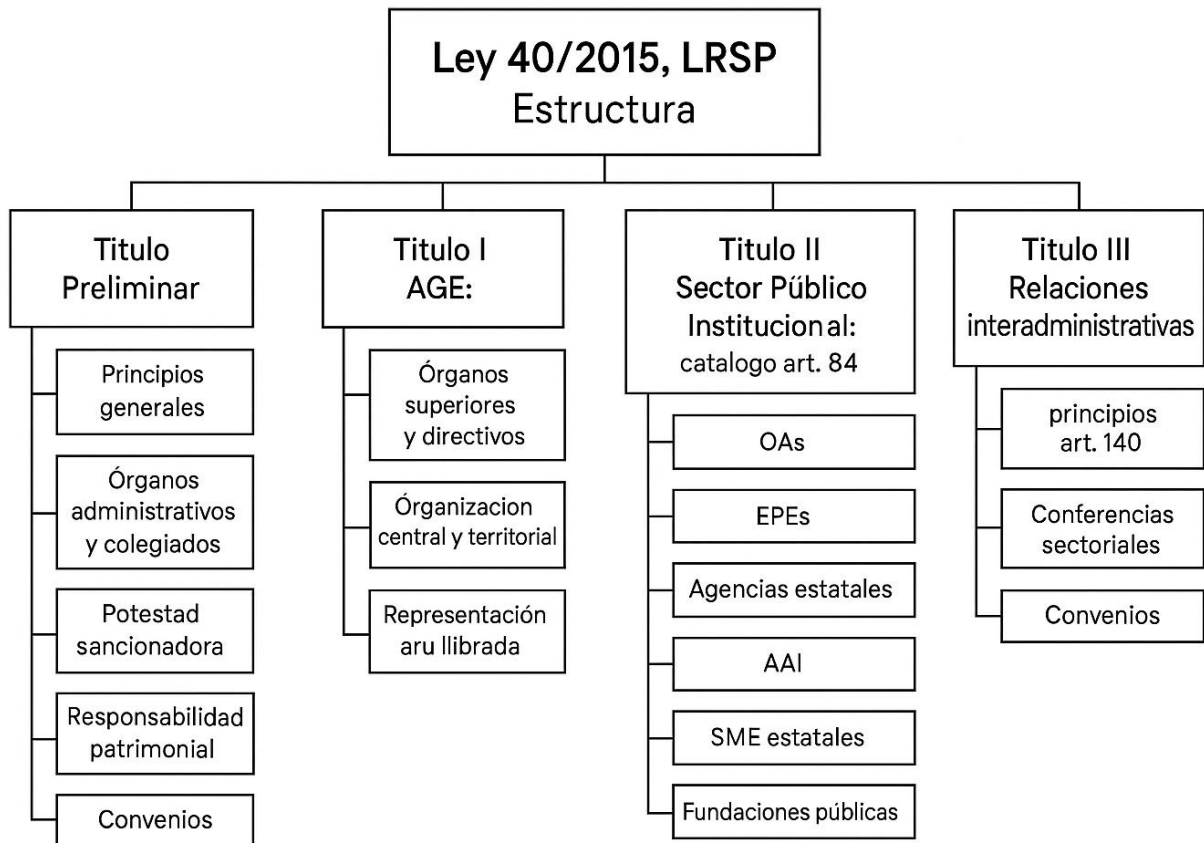 Ley 40/2015, LRSP
Estructura
Titulo
Preliminar
Principios
generales
Órganos
administrativos
y colegiados
Potestad
sancionadora
Responsabilidad
patrimonial
Convenios
Titulo I
AGE:
Órganos
superiores
y directivos
Órganizacion
central y territorial
Representación
aru llibrada
Titulo II
Sector Público
Institucional:
catalogo art. 84
OAs
EPEs
Agencias estatales
AAI
SME estatales
Fundaciones públicas
Titulo III
Relaciones
interadministrativas
principios
art. 140
Conferencias
sectoriales
Convenios